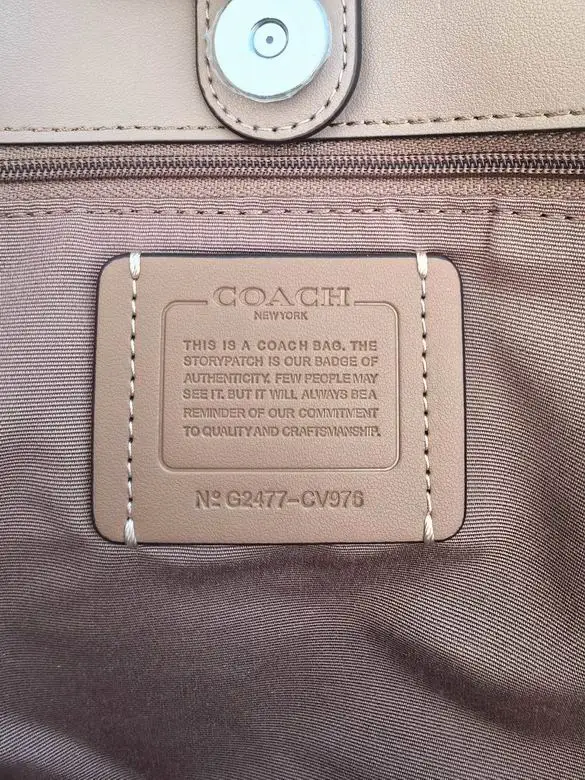 COACH
NEW YORK
THIS IS A COACH BAG. THE
STORYPATCH IS OUR BADGE OF
AUTHENTICITY. FEW PEOPLE MAY
SEE IT. BUT IT WILL ALWAYS BE A
REMINDER OF OUR COMMITMENT
TO QUALITY AND CRAFTSMANSHIP.
Nº G2477-CV976